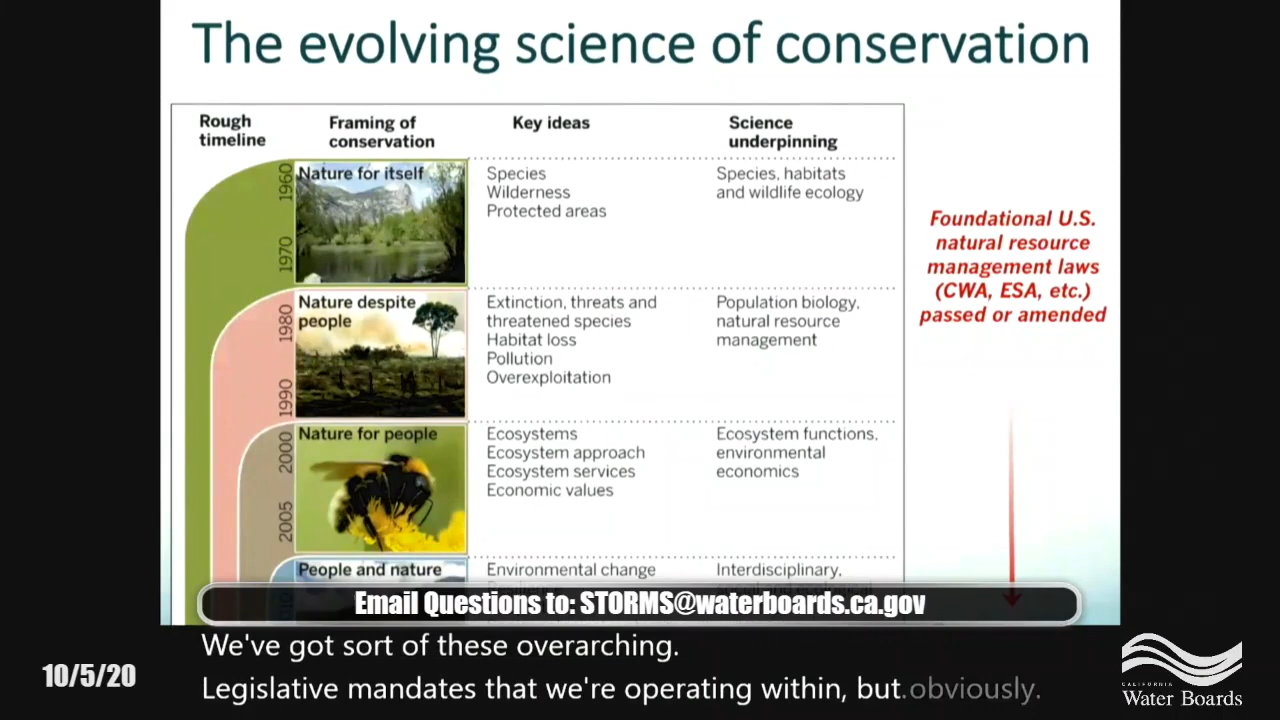 The evolving science of conservation
Rough
timeline
Framing of
conservation
Key ideas
Science
underpinning
1960
1970
Nature for itself
Species
Wilderness
Protected areas
Species, habitats
and wildlife ecology
Foundational U.S.
natural resource
management laws
(CWA, ESA, etc.)
passed or amended
1980
1990
Nature despite
people
Extinction, threats and
threatened species
Habitat loss
Pollution
Overexploitation
Population biology,
natural resource
management
2000
2005
Nature for people
Ecosystems
Ecosystem approach
Ecosystem services
Economic values
Ecosystem functions,
environmental
economics
People and nature
Environmental change
Interdisciplinary,
Email Questions to: STORMS@waterboards.ca.gov
We've got sort of these overarching.
Legislative mandates that we're operating within, but.obviously.
10/5/20
CALIFORNIA
Water Boards